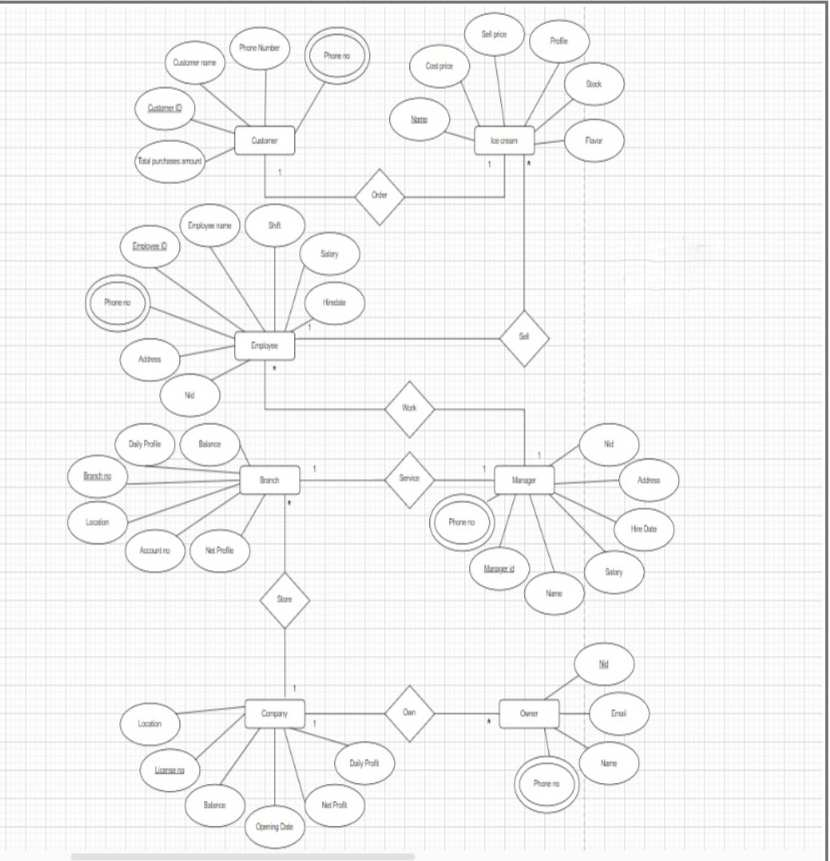 Sell price
Profile
Phone Number
Phone no
Customer name
Cost price
Stock
Customer ID
Name
Customer
Ice cream
Flavor
Total purchases amount
1
1
*
Order
Employee name
Shift
Employee ID
Salary
Phone no
Hiredate
1
Employee
Sell
Address
*
Nid
Work
Daily Profile
Balance
Nid
1
Branch no
Branch
1
Service
1
Manager
Address
*
Location
Phone no
Hire Date
Account no
Net Profile
Manager id
Salary
Name
Store
Nid
1
Location
Company
1
Own
*
Owner
Email
License no
Daily Profit
Name
Phone no
Balance
Net Profit
Opening Date